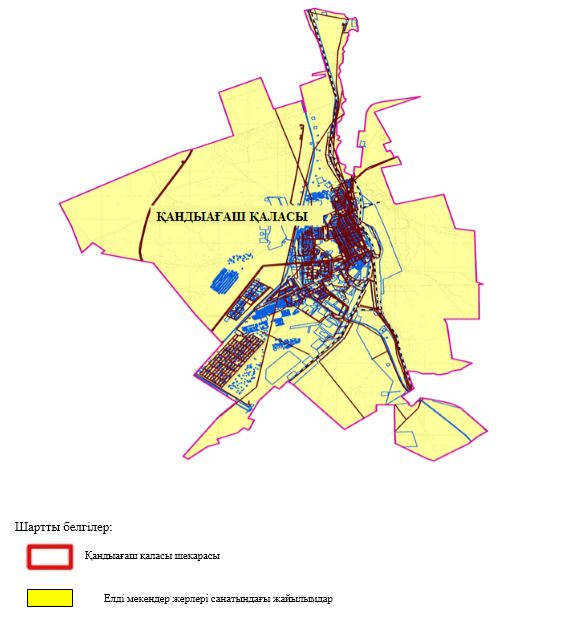 ҚАНДЫАҒАШ ҚАЛАСЫ
Шартты белгілер:
Қандыағаш қаласы шекарасы
Елді мекендер жерлері санатындағы жайылымдар